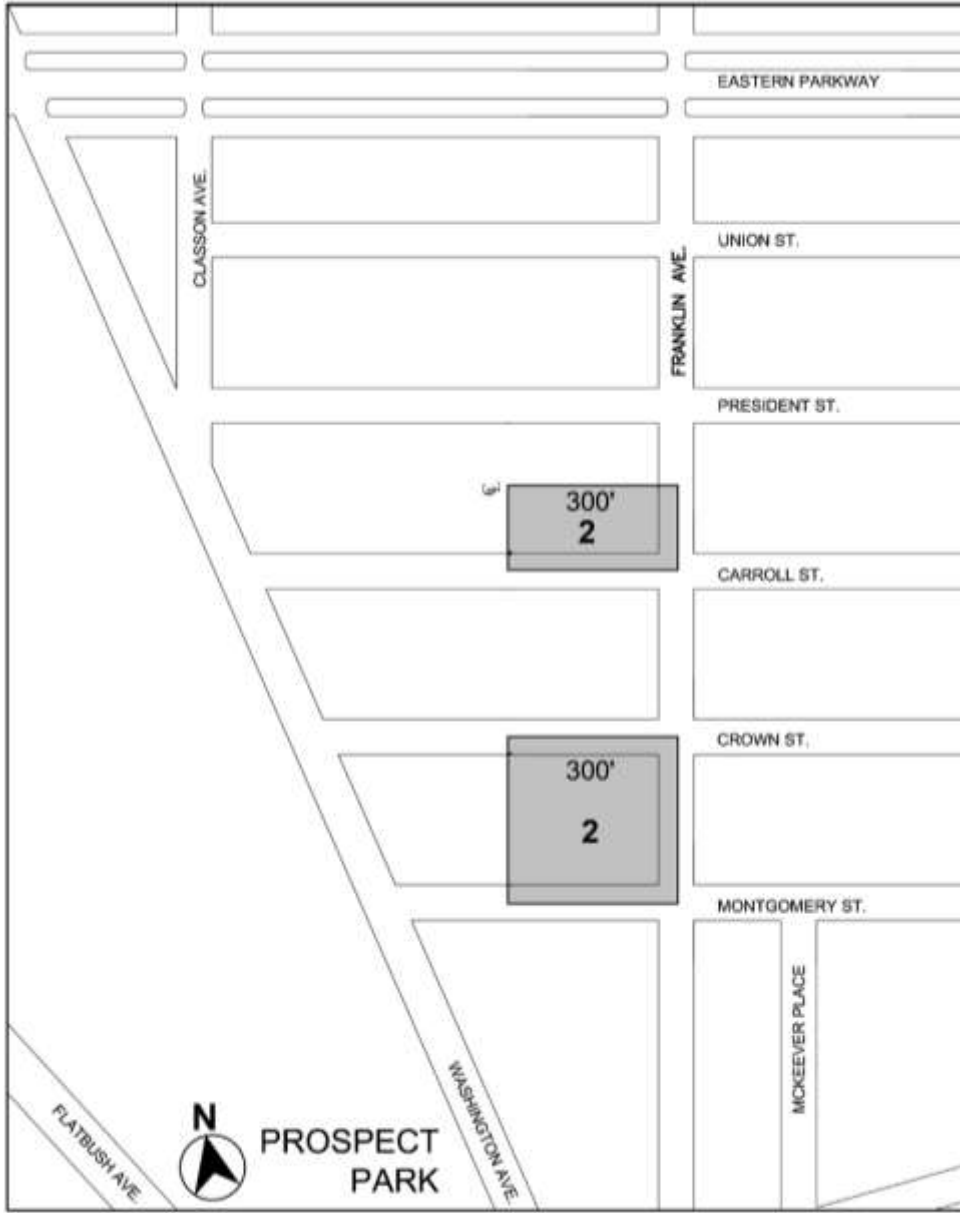 EASTERN PARKWAY
CLASSON AVE.
UNION ST.
FRANKLIN AVE.
PRESIDENT ST.
300'
2
CARROLL ST.
CROWN ST.
300'
2
MONTGOMERY ST.
MCKEEVER PLACE
WASHINGTON AVE.
FLATBUSH AVE.
N
PROSPECT
PARK